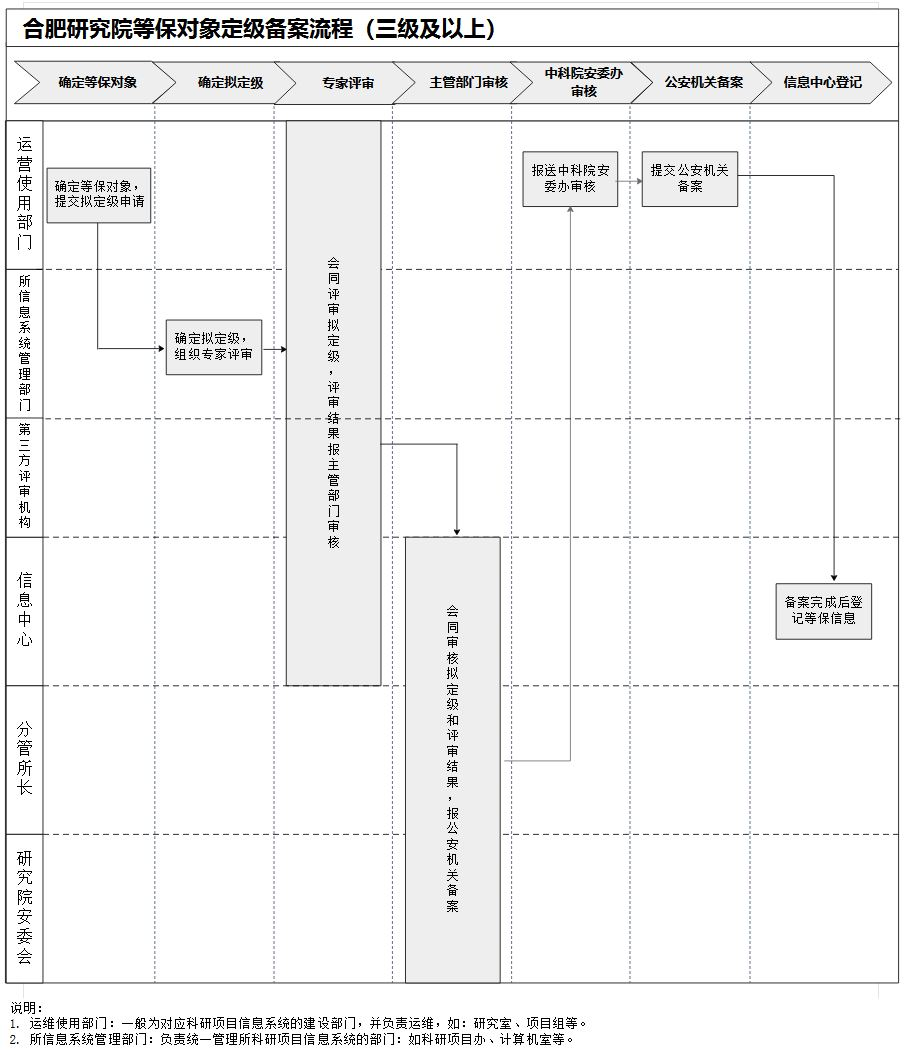 合肥研究院等保对象定级备案流程（三级及以上）
确定等保对象
确定拟定级
专家评审
主管部门审核
中科院安委办
审核
公安机关备案
信息中心登记
运营使用部门
确定等保对象，
提交拟定级申请
报送中科院安
委办审核
提交公安机关
备案
所信息系统管理部门
确定拟定级，
组织专家评审
会同评审拟定级，评审结果报主管部门审核
第三方评审机构
信息中心
会同审核拟定级和评审结果，报公安机关备案
备案完成后登
记等保信息
分管所长
研究院安委会
说明：
1. 运维使用部门：一般为对应科研项目信息系统的建设部门，并负责运维，如：研究室、项目组等。
2. 所信息系统管理部门：负责统一管理所科研项目信息系统的部门：如科研项目办、计算机室等。